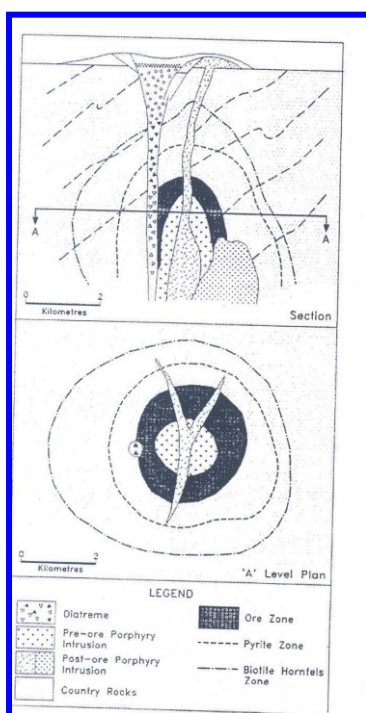 A A
0 2
Kilometres
Section
0 2
Kilometres
'A' Level Plan
LEGEND
Diatreme
Pre-ore Porphyry
Intrusion
Post-ore Porphyry
Intrusion
Country Rocks
Ore Zone
Pyrite Zone
Biotite Hornfels
Zone